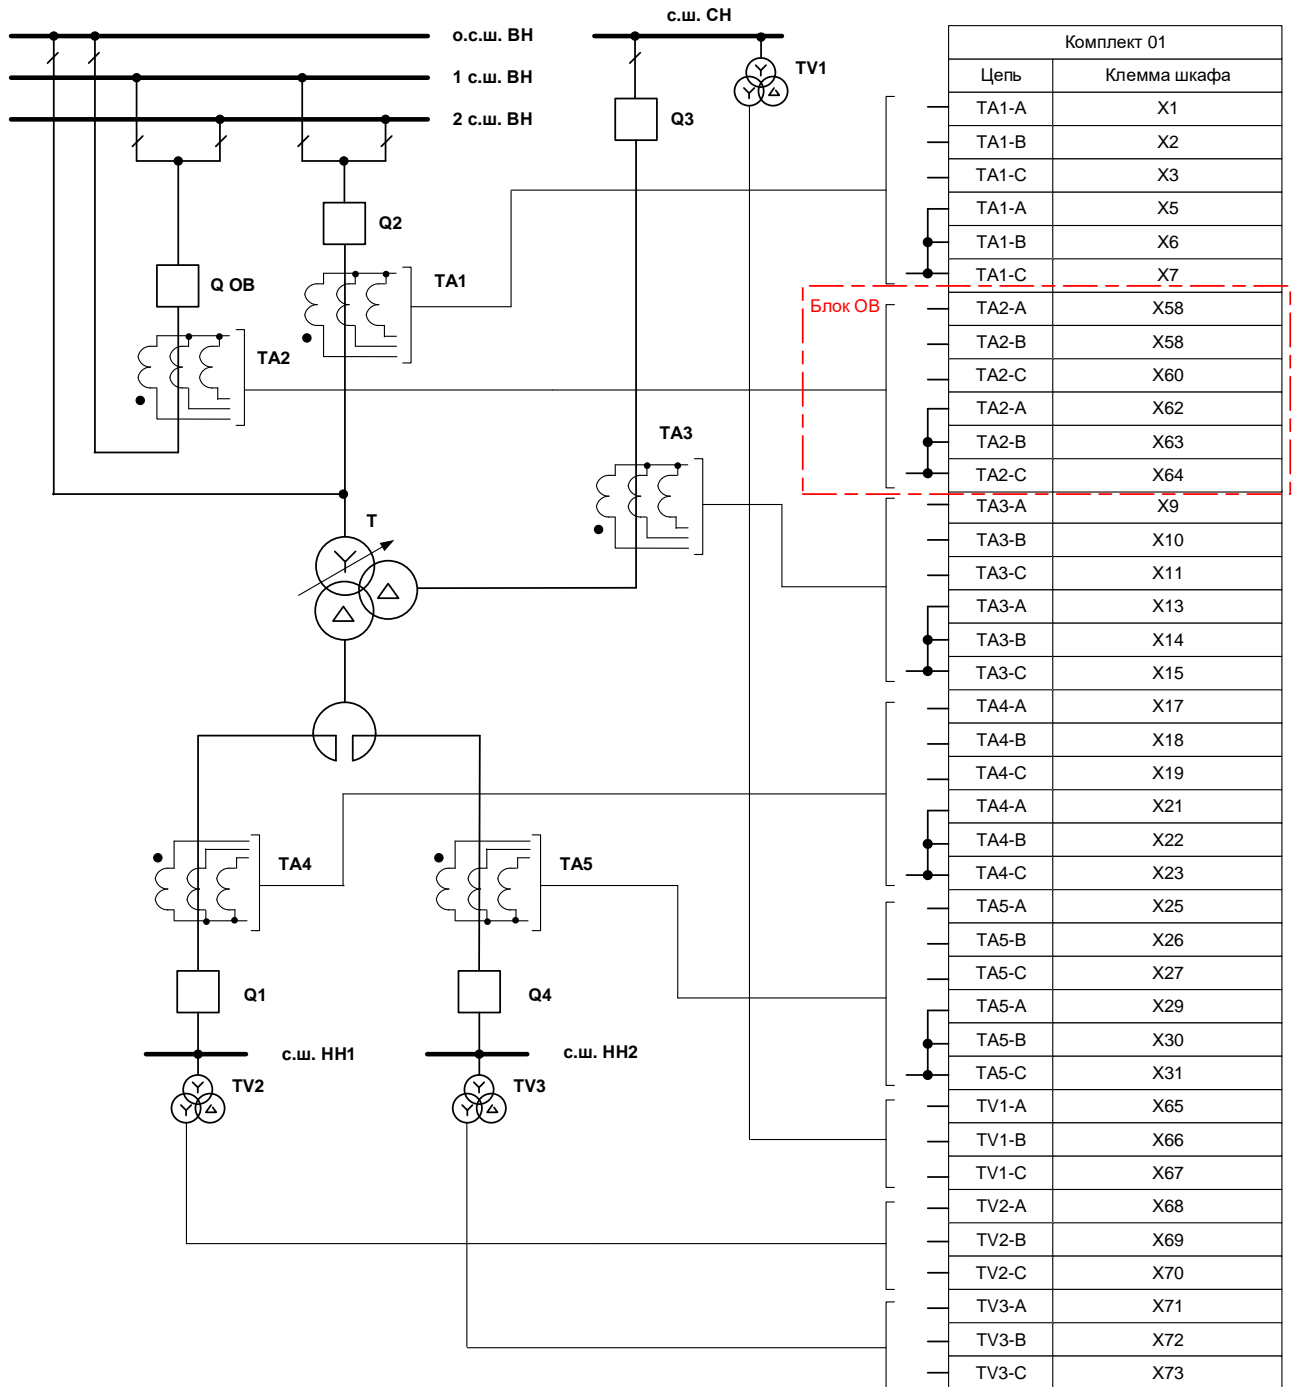 о.с.ш. ВН
1 с.ш. ВН
2 с.ш. ВН
с.ш. СН
TV1
Q3
Q2
Q ОВ
TA1
TA2
TA3
T
TA4
TA5
Q1
Q4
с.ш. НН1
с.ш. НН2
TV2
TV3
Комплект 01
Цепь Клемма шкафа
TA1-A X1
TA1-B X2
TA1-C X3
TA1-A X5
TA1-B X6
TA1-C X7
Блок ОВ
TA2-A X58
TA2-B X58
TA2-C X60
TA2-A X62
TA2-B X63
TA2-C X64
TA3-A X9
TA3-B X10
TA3-C X11
TA3-A X13
TA3-B X14
TA3-C X15
TA4-A X17
TA4-B X18
TA4-C X19
TA4-A X21
TA4-B X22
TA4-C X23
TA5-A X25
TA5-B X26
TA5-C X27
TA5-A X29
TA5-B X30
TA5-C X31
TV1-A X65
TV1-B X66
TV1-C X67
TV2-A X68
TV2-B X69
TV2-C X70
TV3-A X71
TV3-B X72
TV3-C X73